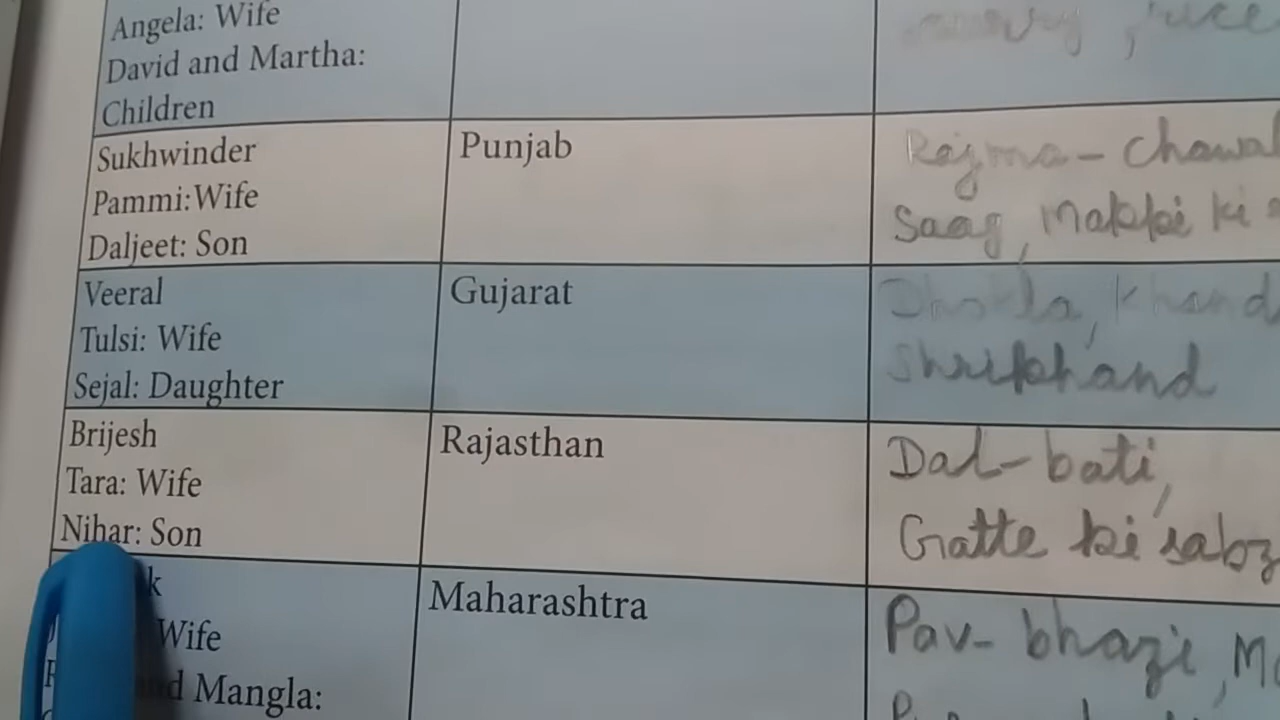 Angela: Wife
David and Martha:
Children
Sukhwinder
Pammi:Wife
Daljeet: Son
Punjab
Rajma- Chawal
Saag, Makki ki
Veeral
Tulsi: Wife
Sejal: Daughter
Gujarat
Shrikhand
Brijesh
Tara: Wife
Nihar: Son
Rajasthan
Dal-bati,
Gatte ki sabz
Wife
Mangla:
Maharashtra
Pav- bhaji,